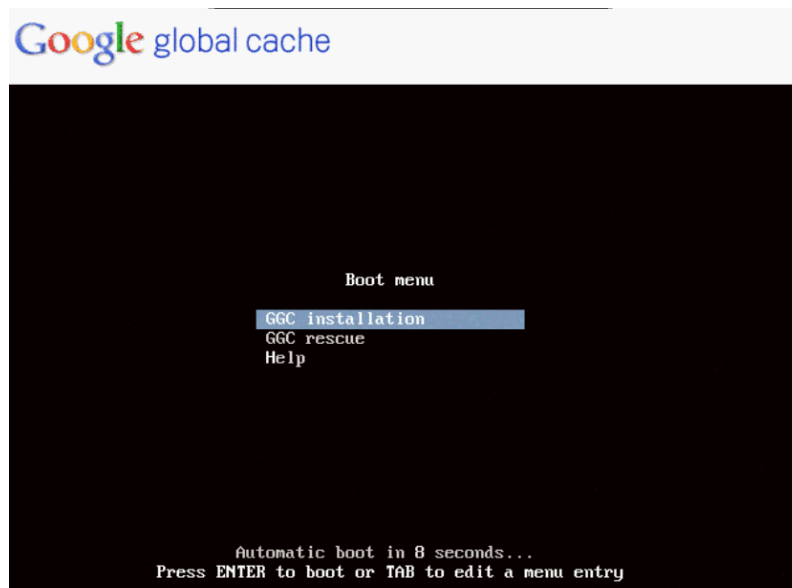 Google global cache
Boot menu
GGC installation
GGC rescue
Help
Automatic boot in 8 seconds...
Press ENTER to boot or TAB to edit a menu entry